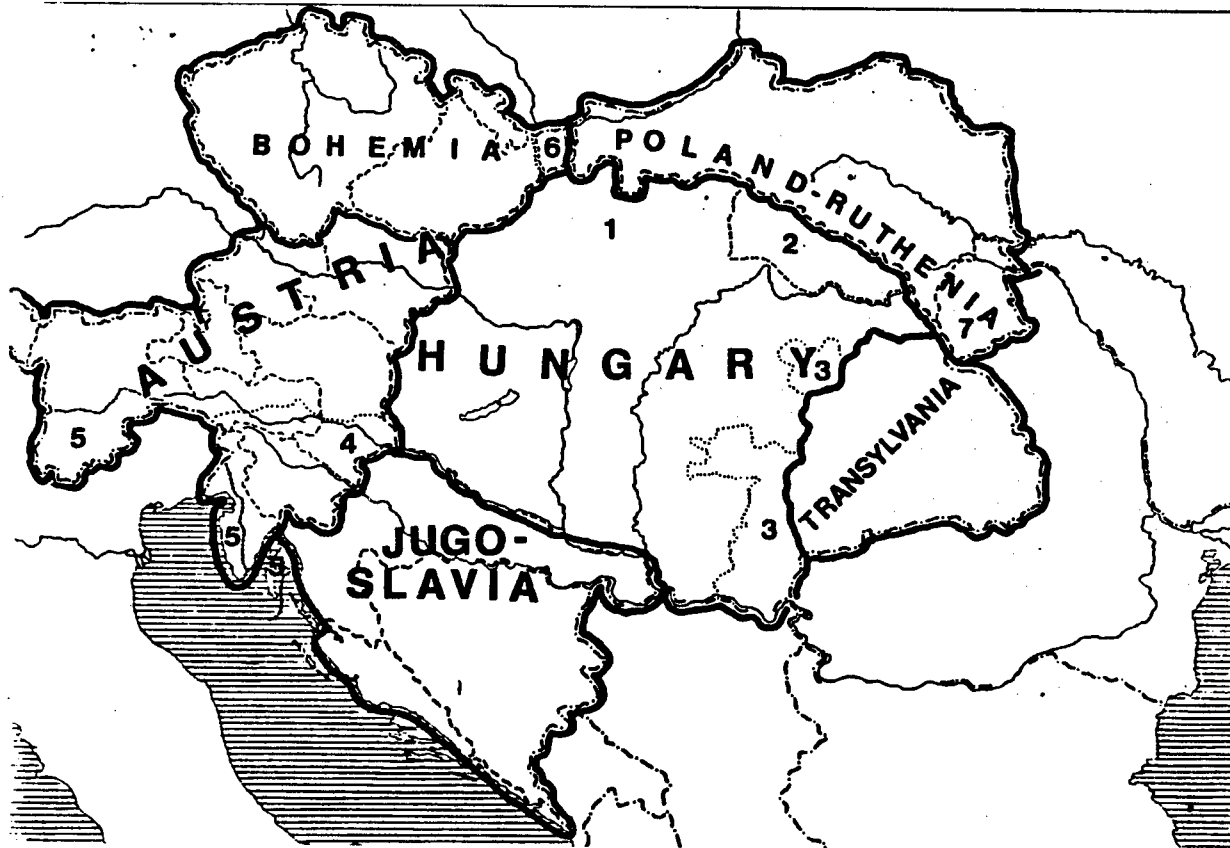 BOHEMIA
6
POLAND-RUTHENIA
1
2
AUSTRIA
7
HUNGARY
3
5
4
TRANSYLVANIA
3
5
5
JUGO-
SLAVIA